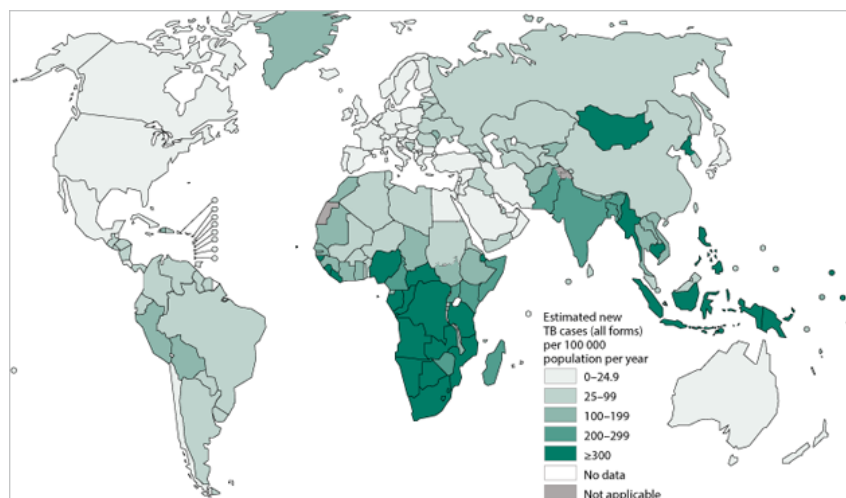 Estimated new
TB cases (all forms)
per 100 000
population per year
0–24.9
25–99
100–199
200–299
≥300
No data
Not applicable